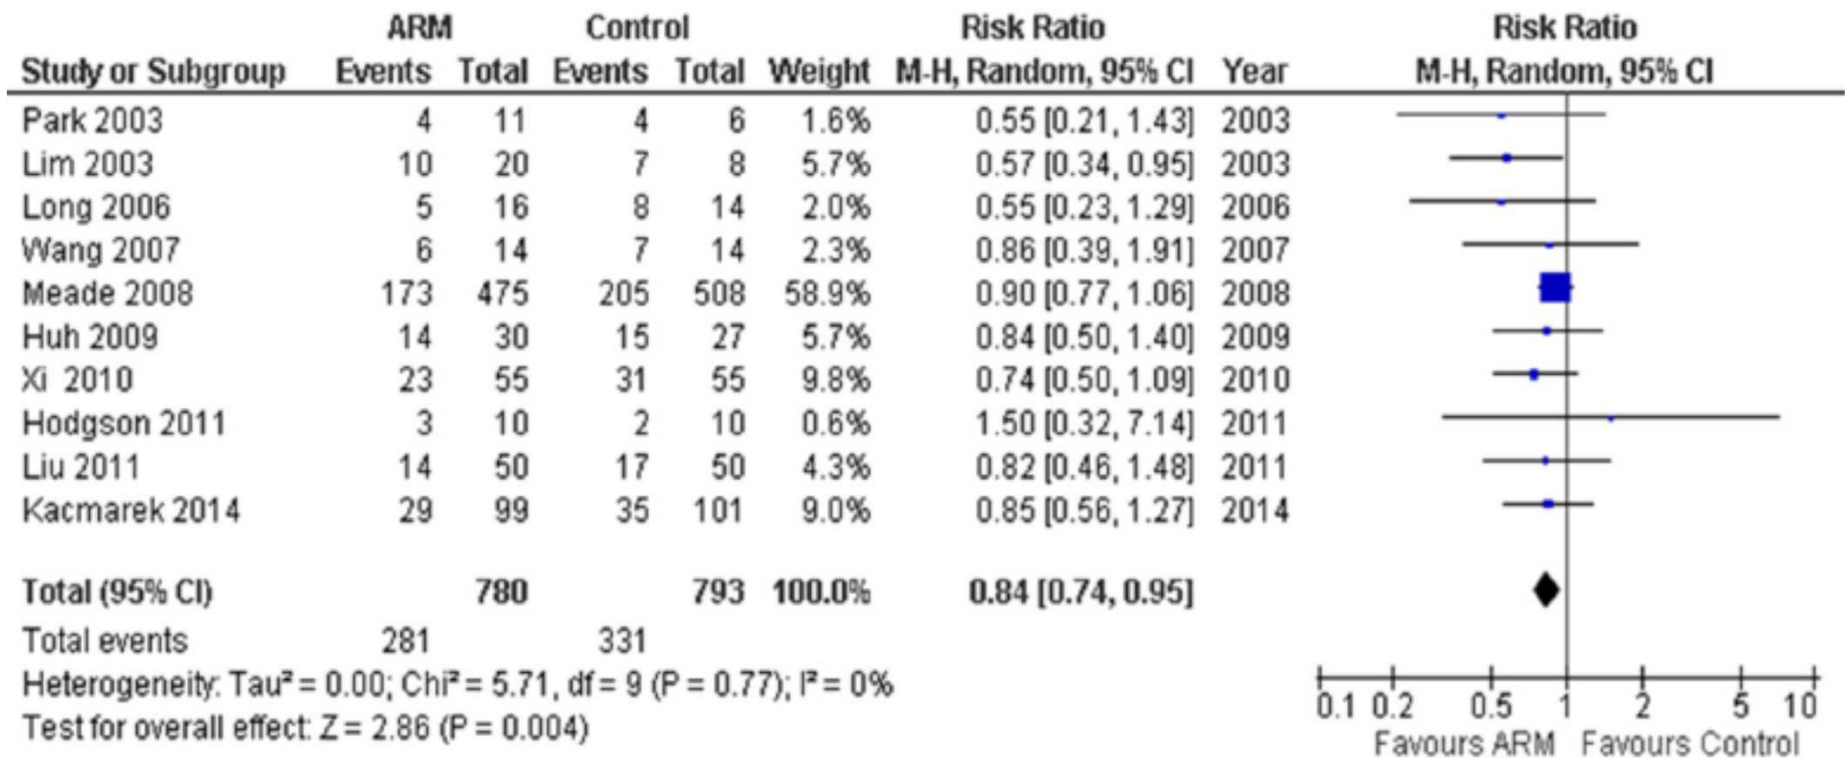 ARM Control Risk Ratio Risk Ratio
Study or Subgroup Events Total Events Total Weight M-H, Random, 95% CI Year M-H, Random, 95% CI
Park 2003 4 11 4 6 1.6% 0.55 [0.21, 1.43] 2003
Lim 2003 10 20 7 8 5.7% 0.57 [0.34, 0.95] 2003
Long 2006 5 16 8 14 2.0% 0.55 [0.23, 1.29] 2006
Wang 2007 6 14 7 14 2.3% 0.86 [0.39, 1.91] 2007
Meade 2008 173 475 205 508 58.9% 0.90 [0.77, 1.06] 2008
Huh 2009 14 30 15 27 5.7% 0.84 [0.50, 1.40] 2009
Xi 2010 23 55 31 55 9.8% 0.74 [0.50, 1.09] 2010
Hodgson 2011 3 10 2 10 0.6% 1.50 [0.32, 7.14] 2011
Liu 2011 14 50 17 50 4.3% 0.82 [0.46, 1.48] 2011
Kacmarek 2014 29 99 35 101 9.0% 0.85 [0.56, 1.27] 2014
Total (95% CI) 780 793 100.0% 0.84 [0.74, 0.95]
Total events 281 331
Heterogeneity: Tau² = 0.00; Chi² = 5.71, df = 9 (P = 0.77); I² = 0%
Test for overall effect: Z = 2.86 (P = 0.004)
0.1 0.2 0.5 1 2 5 10
Favours ARM Favours Control